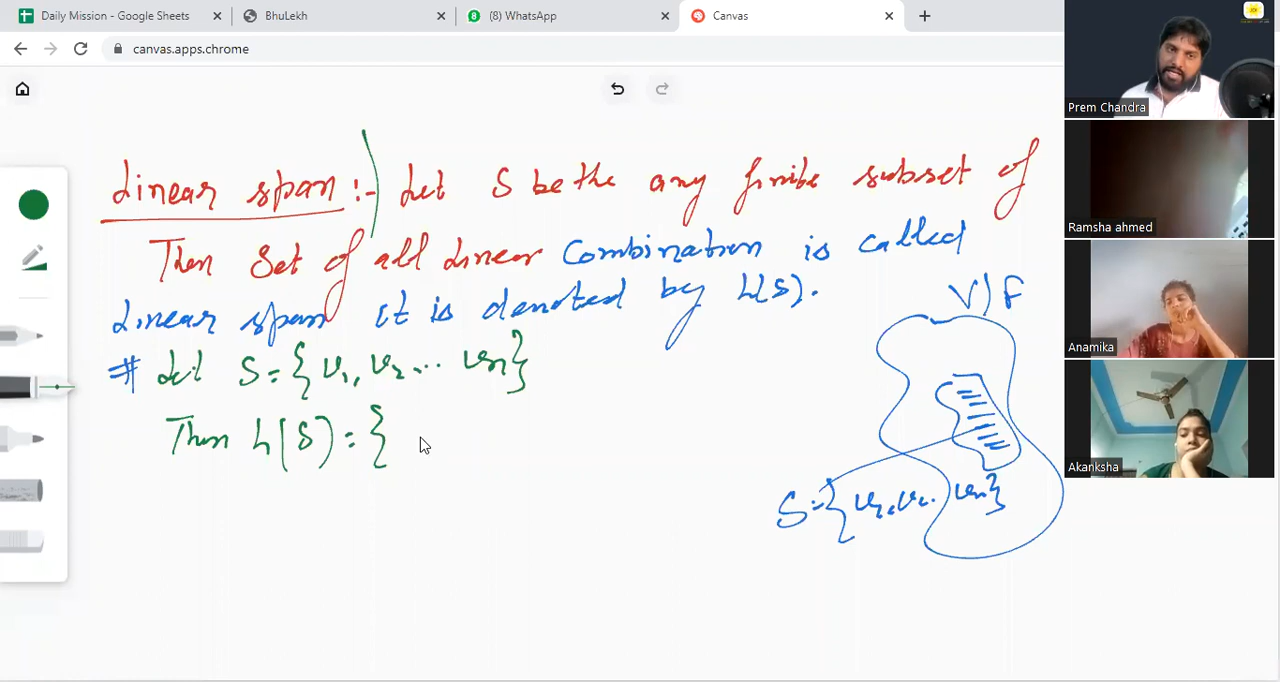 Daily Mission - Google Sheets
BhuLekh
(8) WhatsApp
Canvas
canvas.apps.chrome
Prem Chandra
Ramsha ahmed
Anamika
Akanksha
Linear span :- Let S be the any finite subset of
Then Set of all Linear Combination is called
Linear span it is denoted by L(S).
V/F
# Let S = { v1, v2 ... vn}
Then L(S) = {
S = { v1, v2. vn}